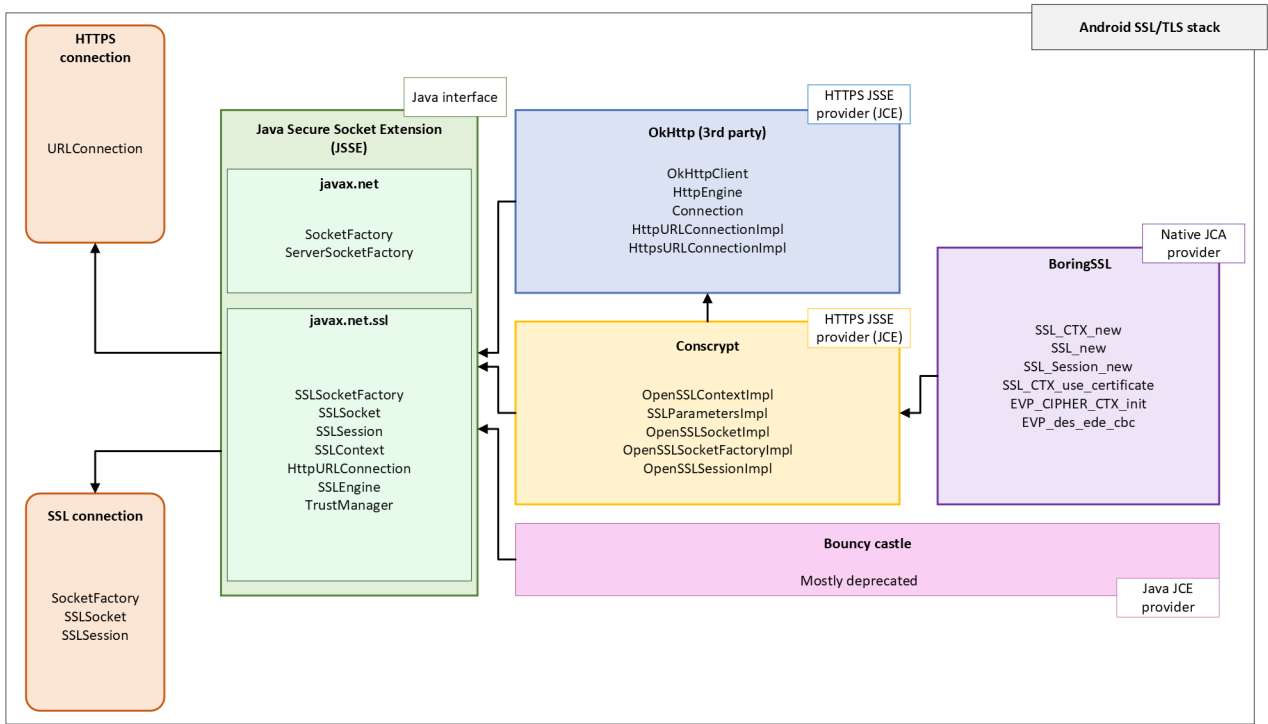 Android SSL/TLS stack
HTTPS
connection
URLConnection
SSL connection
SocketFactory
SSLSocket
SSLSession
Java interface
Java Secure Socket Extension
(JSSE)
javax.net
SocketFactory
ServerSocketFactory
javax.net.ssl
SSLSocketFactory
SSLSocket
SSLSession
SSLContext
HttpURLConnection
SSLEngine
TrustManager
HTTPS JSSE
provider (JCE)
OkHttp (3rd party)
OkHttpClient
HttpEngine
Connection
HttpURLConnectionImpl
HttpsURLConnectionImpl
HTTPS JSSE
provider (JCE)
Conscrypt
OpenSSLContextImpl
SSLParametersImpl
OpenSSLSocketImpl
OpenSSLSocketFactoryImpl
OpenSSLSessionImpl
Native JCA
provider
BoringSSL
SSL_CTX_new
SSL_new
SSL_Session_new
SSL_CTX_use_certificate
EVP_CIPHER_CTX_init
EVP_des_ede_cbc
Bouncy castle
Mostly deprecated
Java JCE
provider